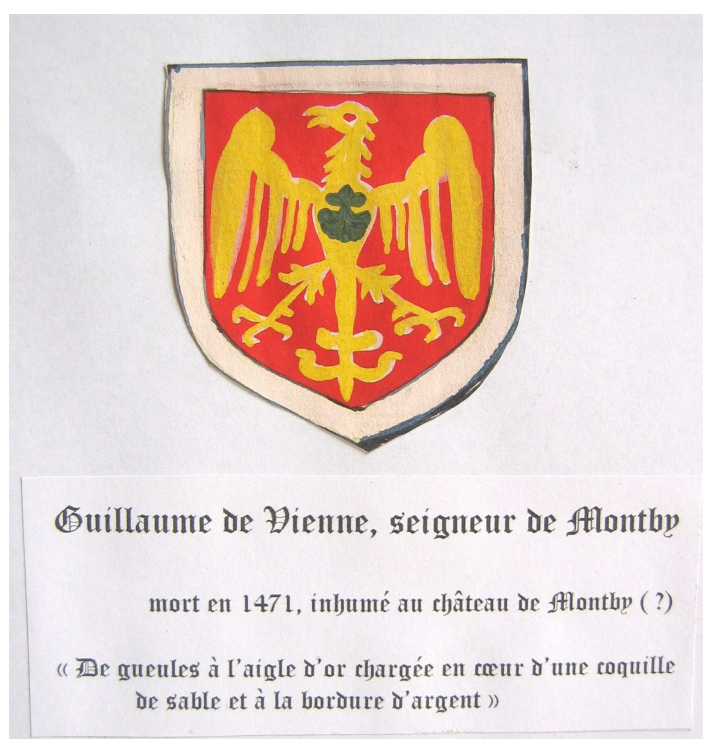 Guillaume de Vienne, seigneur de Montby
mort en 1471, inhumé au château de Montby ( ?)
« De gueules à l'aigle d'or chargée en cœur d'une coquille
de sable et à la bordure d'argent »